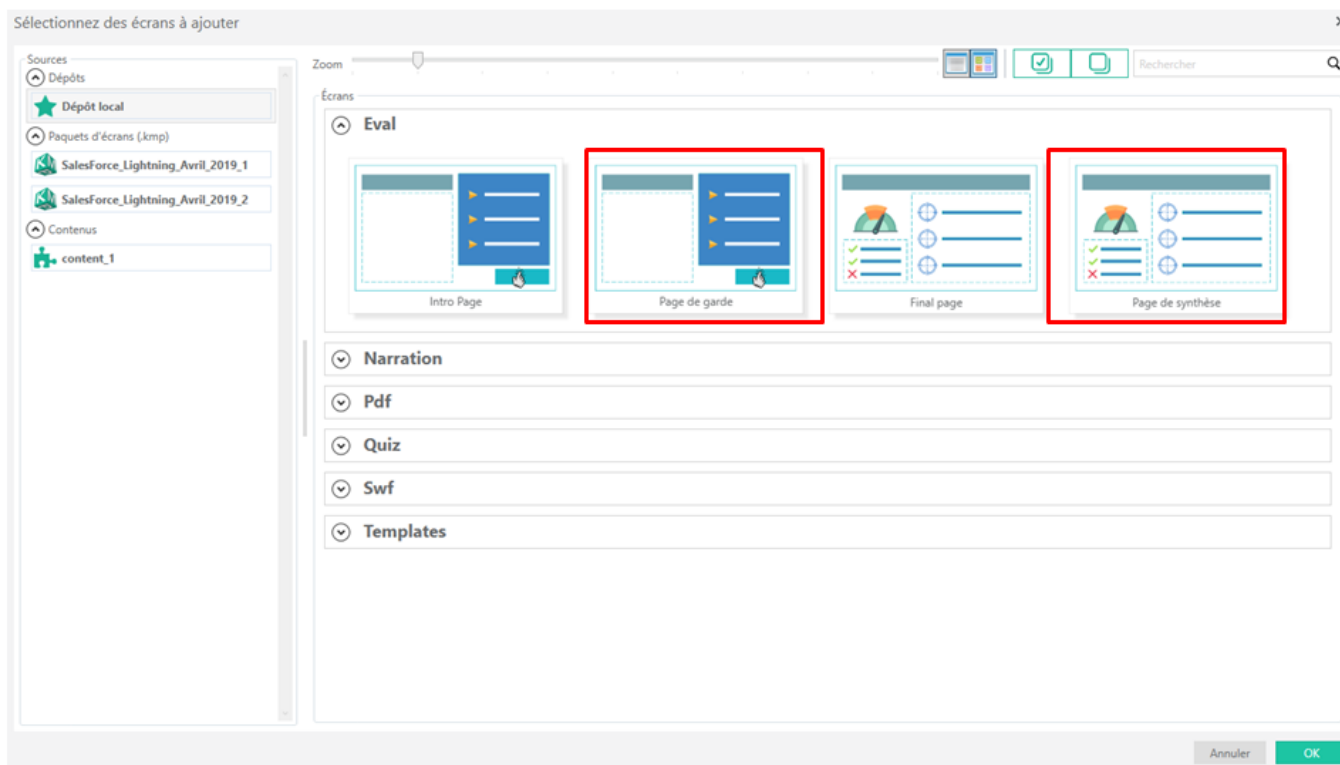 Sélectionnez des écrans à ajouter
Sources
Dépôts
Dépôt local
Paquets d'écrans (.kmp)
SalesForce_Lightning_Avril_2019_1
SalesForce_Lightning_Avril_2019_2
Contenus
content_1
Zoom
Rechercher
Écrans
Eval
Intro Page
Page de garde
Final page
Page de synthèse
Narration
Pdf
Quiz
Swf
Templates
Annuler
OK